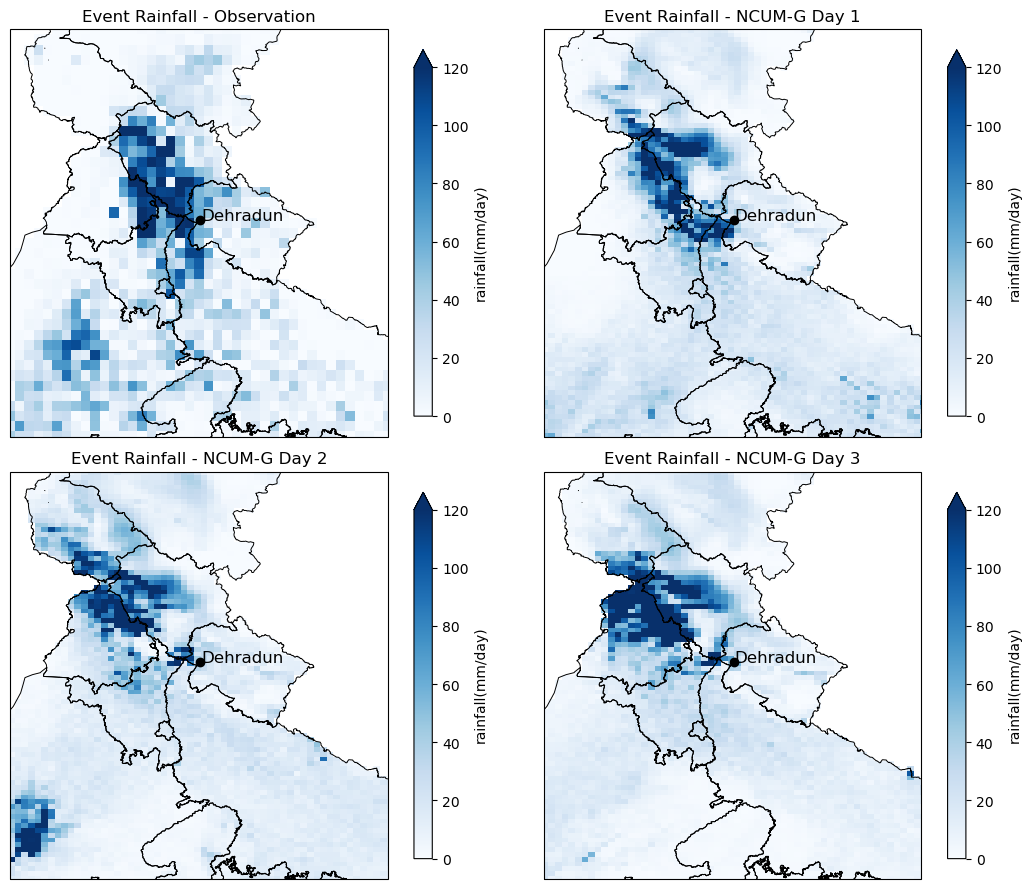 Event Rainfall - Observation
Dehradun
120
100
80
60
40
20
0
rainfall(mm/day)
Event Rainfall - NCUM-G Day 1
Dehradun
120
100
80
60
40
20
0
rainfall(mm/day)
Event Rainfall - NCUM-G Day 2
Dehradun
120
100
80
60
40
20
0
rainfall(mm/day)
Event Rainfall - NCUM-G Day 3
Dehradun
120
100
80
60
40
20
0
rainfall(mm/day)